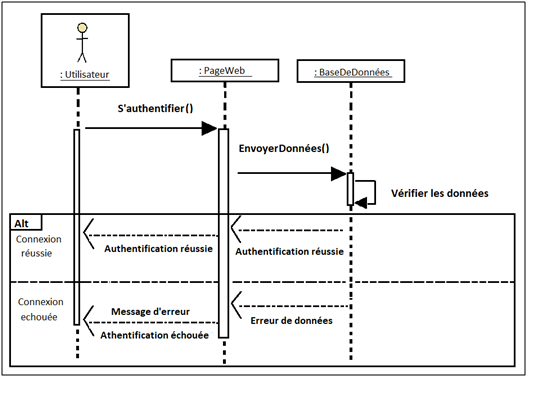 : Utilisateur
: PageWeb
: BaseDeDonnées
S'authentifier()
EnvoyerDonnées()
Vérifier les données
Alt
Connexion
réussie
Authentification réussie
Authentification réussie
Connexion
echouée
Message d'erreur
Athentification échouée
Erreur de données